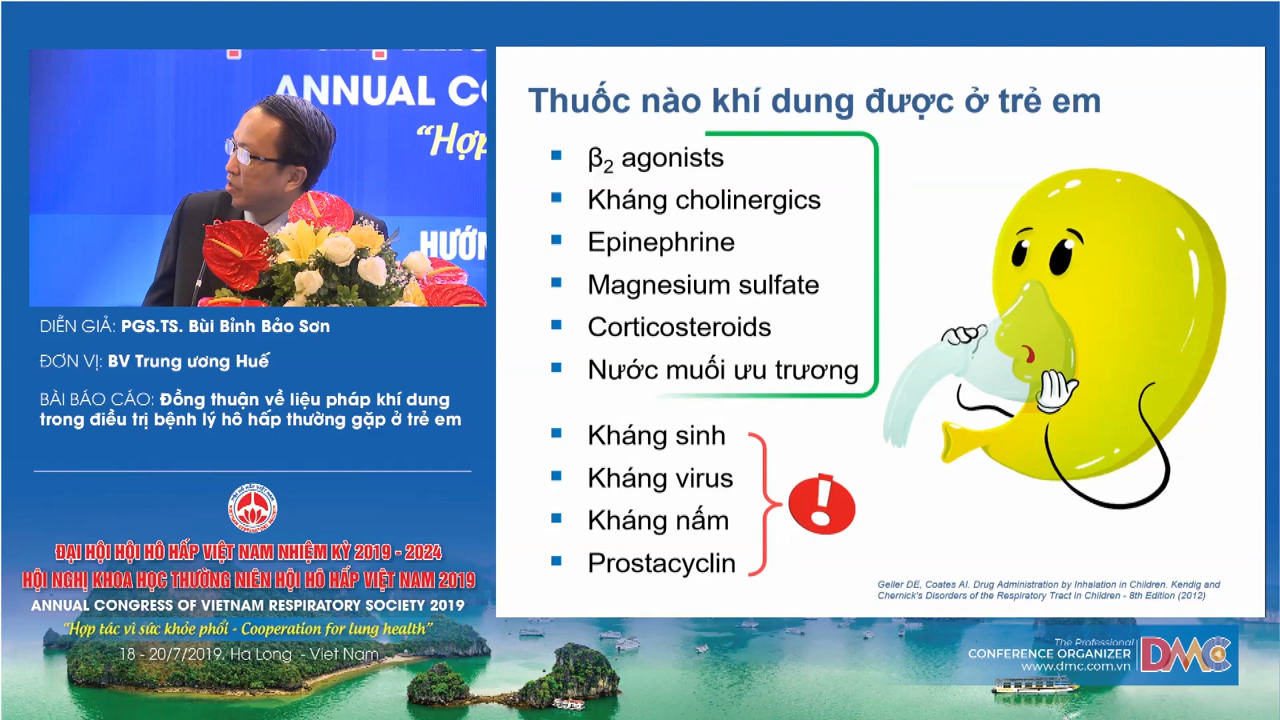 ANNUAL CO
“Hợp
HƯỚN
DIỄN GIẢ: PGS.TS. Bùi Bỉnh Bảo Sơn
ĐƠN VỊ: BV Trung ương Huế
BÀI BÁO CÁO: Đồng thuận về liệu pháp khí dung
trong điều trị bệnh lý hô hấp thường gặp ở trẻ em
ĐẠI HỘI HỘI HÔ HẤP VIỆT NAM NHIỆM KỲ 2019 - 2024
HỘI NGHỊ KHOA HỌC THƯỜNG NIÊN HỘI HÔ HẤP VIỆT NAM 2019
ANNUAL CONGRESS OF VIETNAM RESPIRATORY SOCIETY 2019
“Hợp tác vì sức khỏe phổi - Cooperation for lung health”
18 - 20/7/2019. Ha Long - Viet Nam
Thuốc nào khí dung được ở trẻ em
β₂ agonists
Kháng cholinergics
Epinephrine
Magnesium sulfate
Corticosteroids
Nước muối ưu trương
Kháng sinh
Kháng virus
Kháng nấm
Prostacyclin
!
Geller DE, Coates Al. Drug Administration by Inhalation in Children. Kendig and
Chernick's Disorders of the Respiratory Tract in Children - 8th Edition (2012)
The Professional
CONFERENCE ORGANIZER
www.dmc.com.vn
DMC